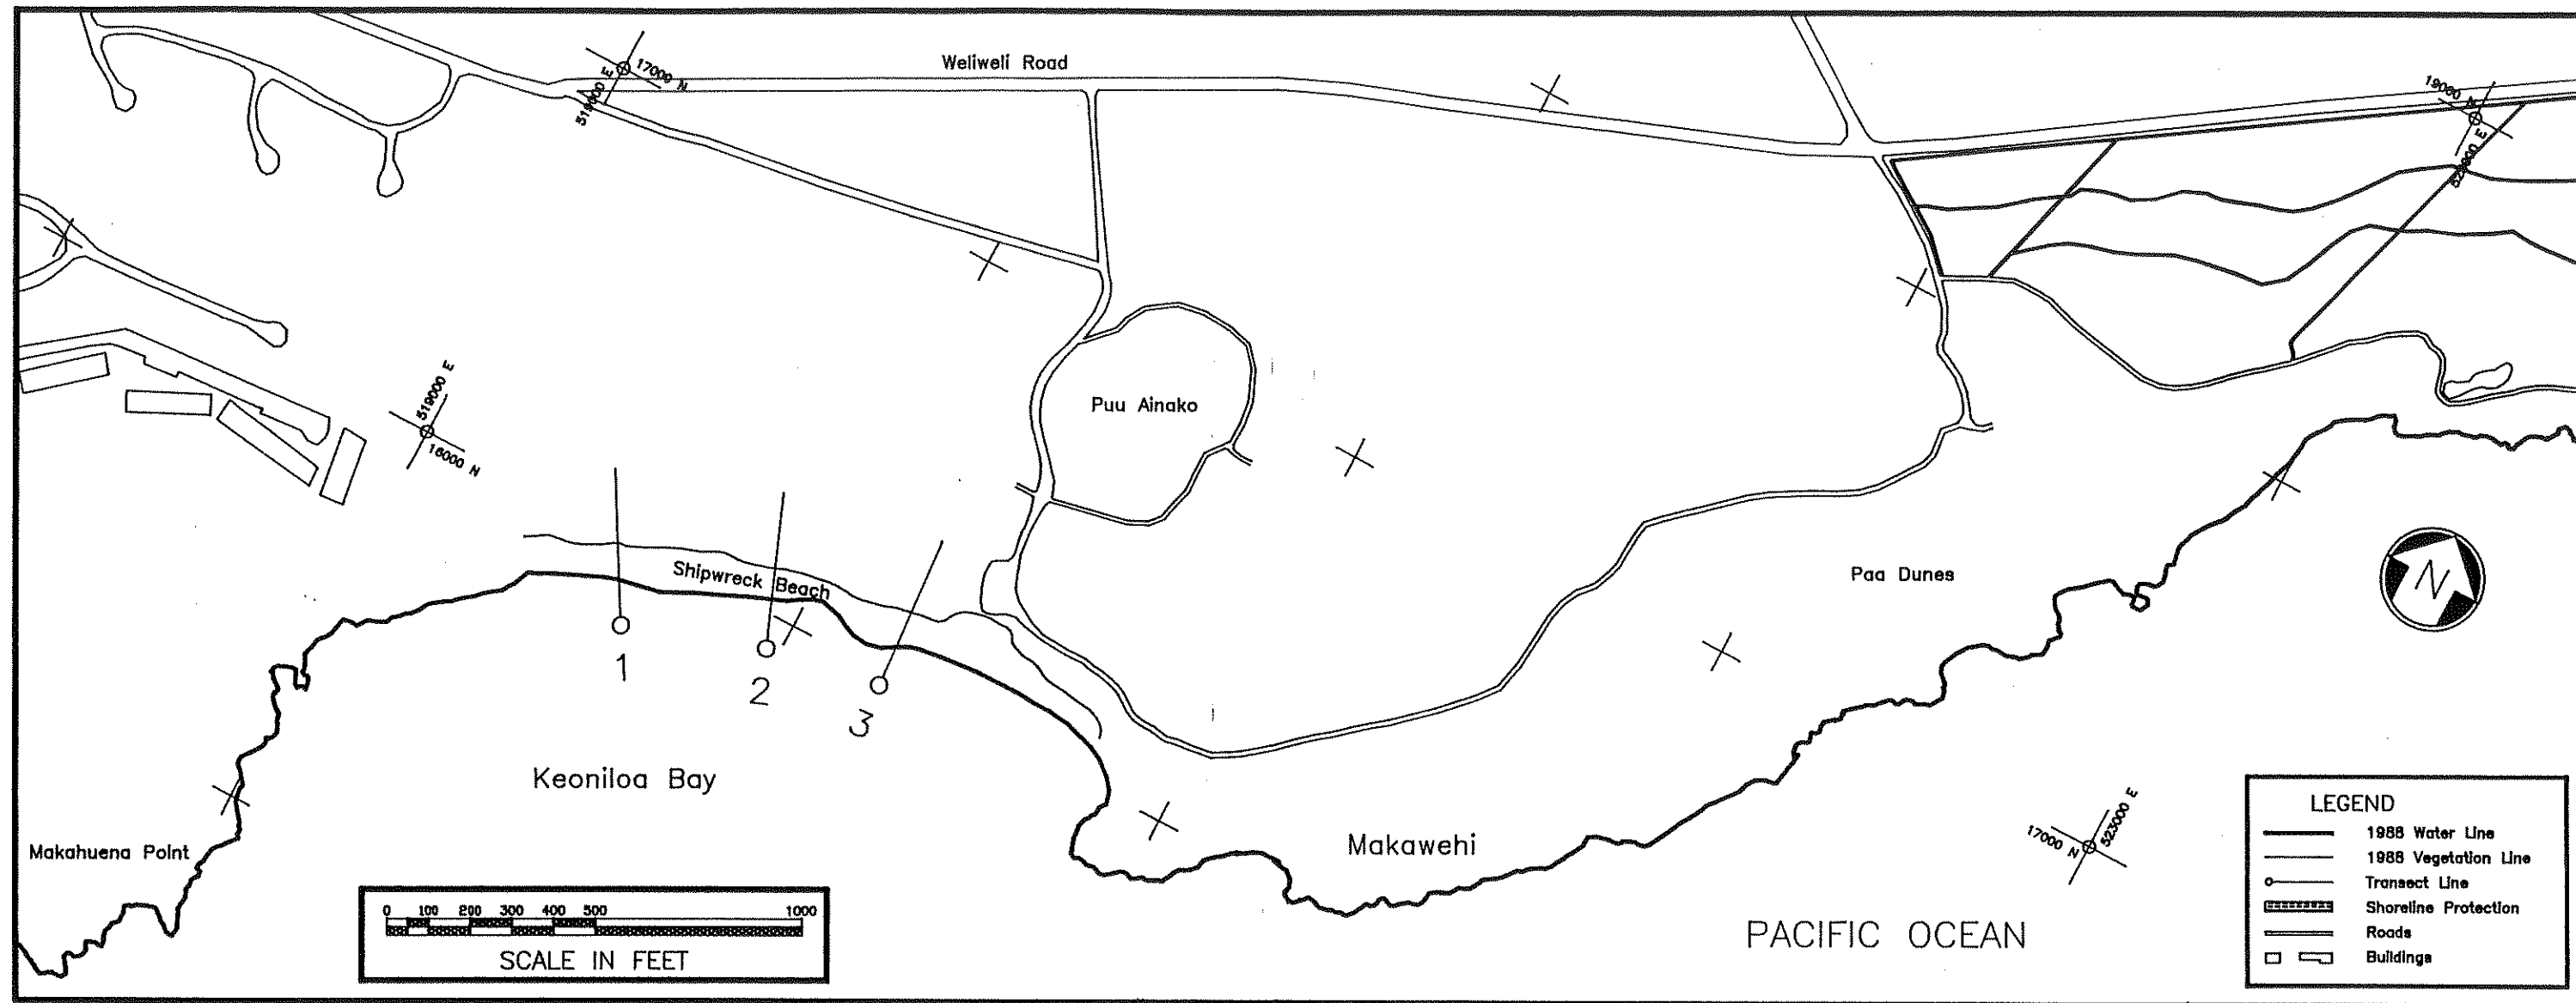 Weliweli Road
17000 N
519000 E
19000 N
519000 E
16000 N
Puu Ainako
Shipwreck Beach
Paa Dunes
N
1
2
3
Keoniloa Bay
Makahuena Point
Makawehi
17000 N
523000 E
PACIFIC OCEAN
0 100 200 300 400 500 1000
SCALE IN FEET
LEGEND
1988 Water Line
1988 Vegetation Line
Transect Line
Shoreline Protection
Roads
Buildings